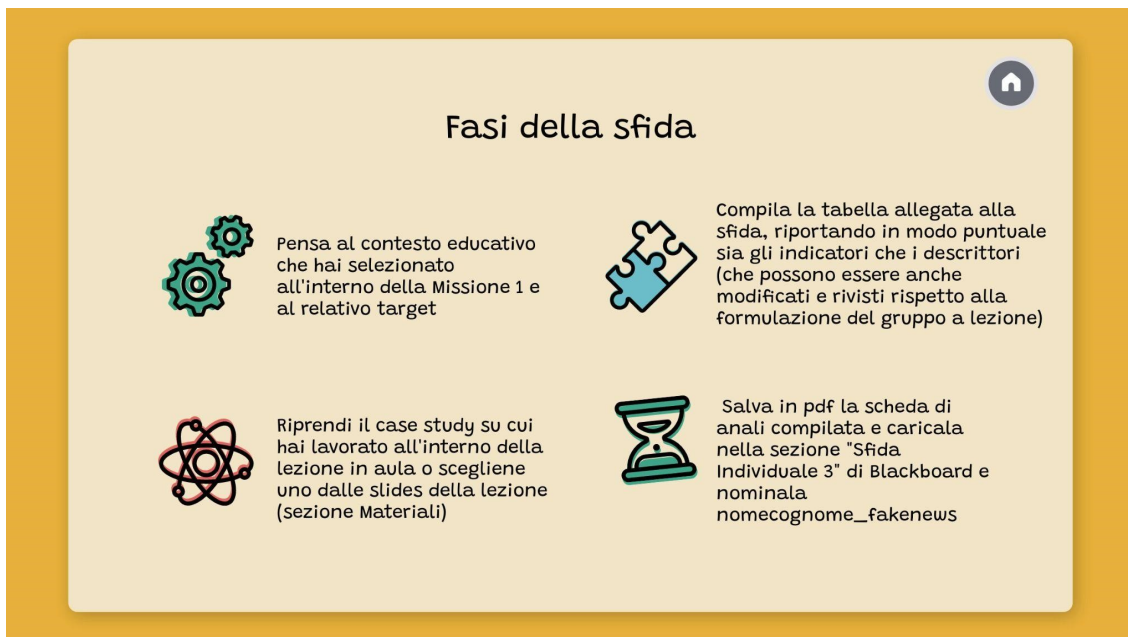 Fasi della sfida
Pensa al contesto educativo
che hai selezionato
all'interno della Missione 1 e
al relativo target
Compila la tabella allegata alla
sfida, riportando in modo puntuale
sia gli indicatori che i descrittori
(che possono essere anche
modificati e rivisti rispetto alla
formulazione del gruppo a lezione)
Riprendi il case study su cui
hai lavorato all'interno della
lezione in aula o scegliene
uno dalle slides della lezione
(sezione Materiali)
Salva in pdf la scheda di
anali compilata e caricala
nella sezione "Sfida
Individuale 3" di Blackboard e
nominala
nomecognome_fakenews